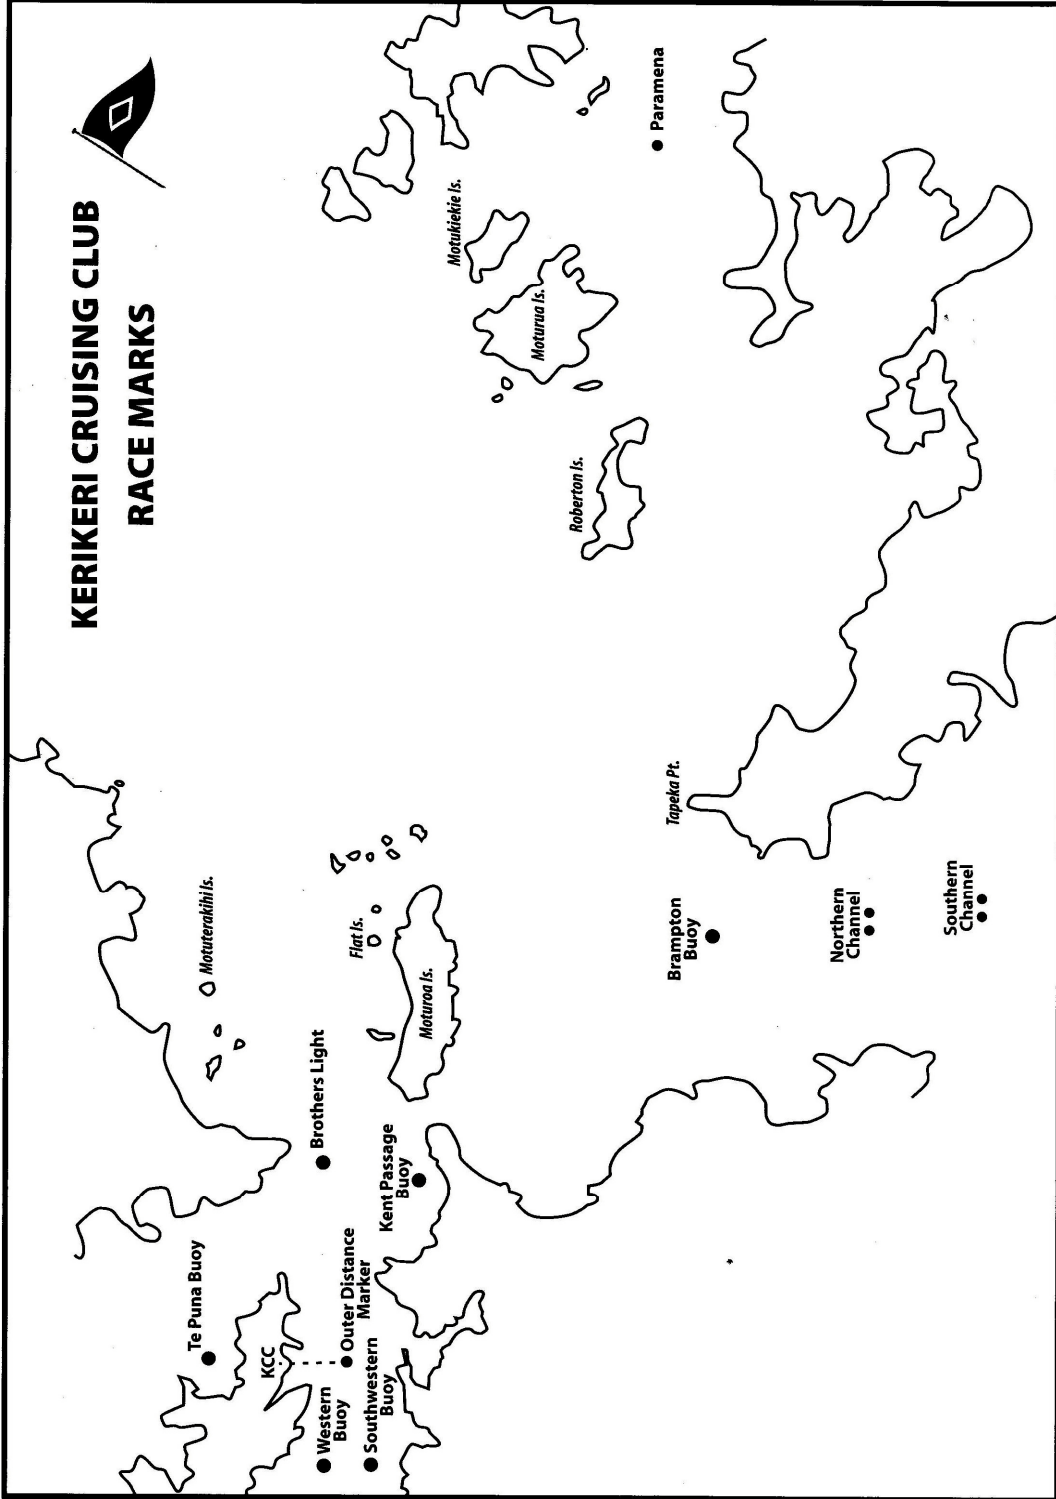 KERIKERI CRUISING CLUB
RACE MARKS
Te Puna Buoy
KCC
Western
Buoy
Outer Distance
Marker
Southwestern
Buoy
Brothers Light
Kent Passage
Buoy
Motuterakihi Is.
Flat Is.
Moturoa Is.
Motukiekie Is.
Moturua Is.
Roberton Is.
Paramena
Tapeka Pt.
Brampton
Buoy
Northern
Channel
Southern
Channel